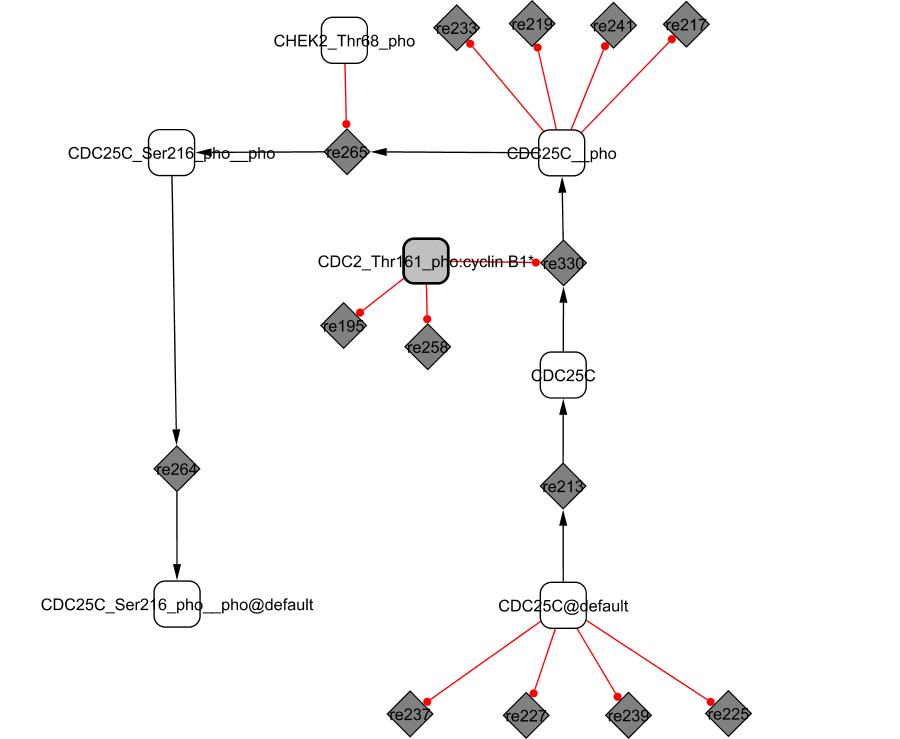 re233
re219
re241
re217
CHEK2_Thr68_pho
CDC25C_Ser216_pho__pho
re265
CDC25C__pho
CDC2_Thr161_pho:cyclin B1*
re330
re195
re258
CDC25C
re264
re213
CDC25C_Ser216_pho__pho@default
CDC25C@default
re237
re227
re239
re225